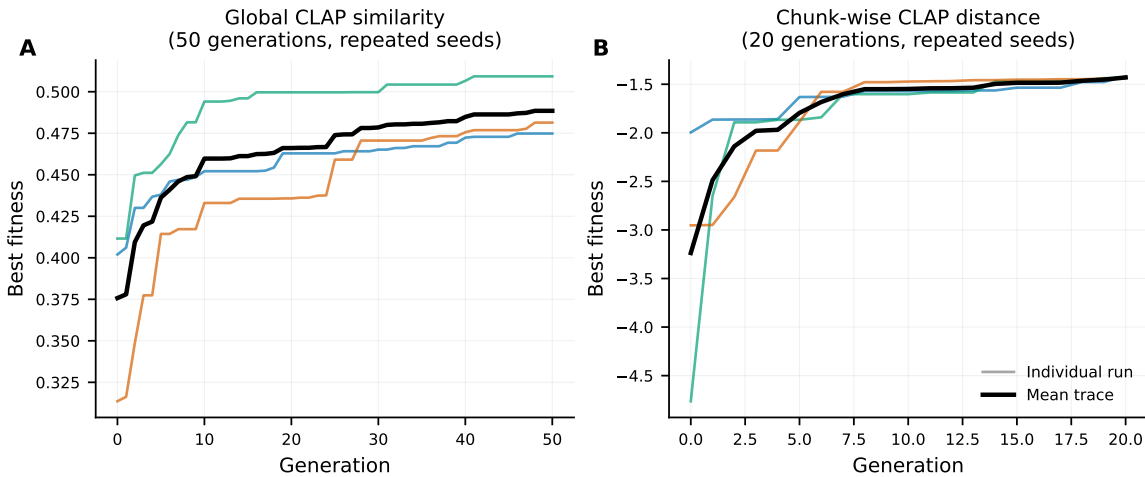 A
Global CLAP similarity
(50 generations, repeated seeds)
Best fitness
0.500
0.475
0.450
0.425
0.400
0.375
0.350
0.325
0
10
20
30
40
50
Generation
B
Chunk-wise CLAP distance
(20 generations, repeated seeds)
Best fitness
−1.5
−2.0
−2.5
−3.0
−3.5
−4.0
−4.5
Individual run
Mean trace
0.0
2.5
5.0
7.5
10.0
12.5
15.0
17.5
20.0
Generation